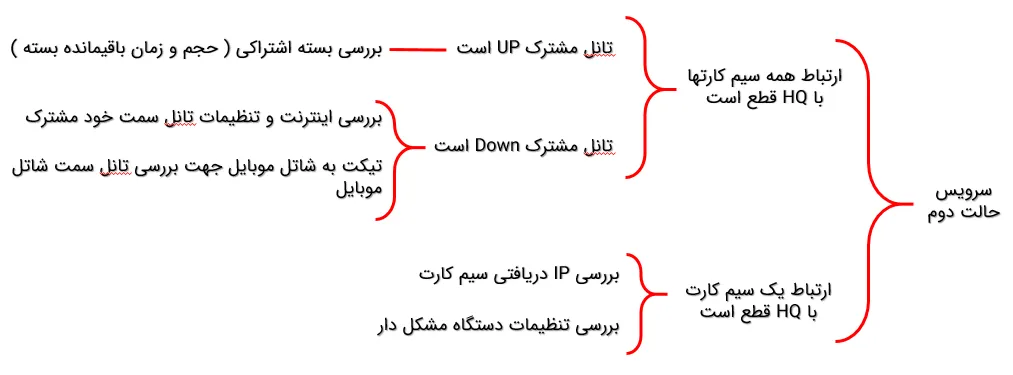 سرویس
حالت دوم
ارتباط همه سیم کارتها
با HQ قطع است
تانل مشترک UP است
بررسی بسته اشتراکی ( حجم و زمان باقیمانده بسته )
تانل مشترک Down است
بررسی اینترنت و تنظیمات تانل سمت خود مشترک
تیکت به شاتل موبایل جهت بررسی تانل سمت شاتل
موبایل
ارتباط یک سیم کارت
با HQ قطع است
بررسی IP دریافتی سیم کارت
بررسی تنظیمات دستگاه مشکل دار